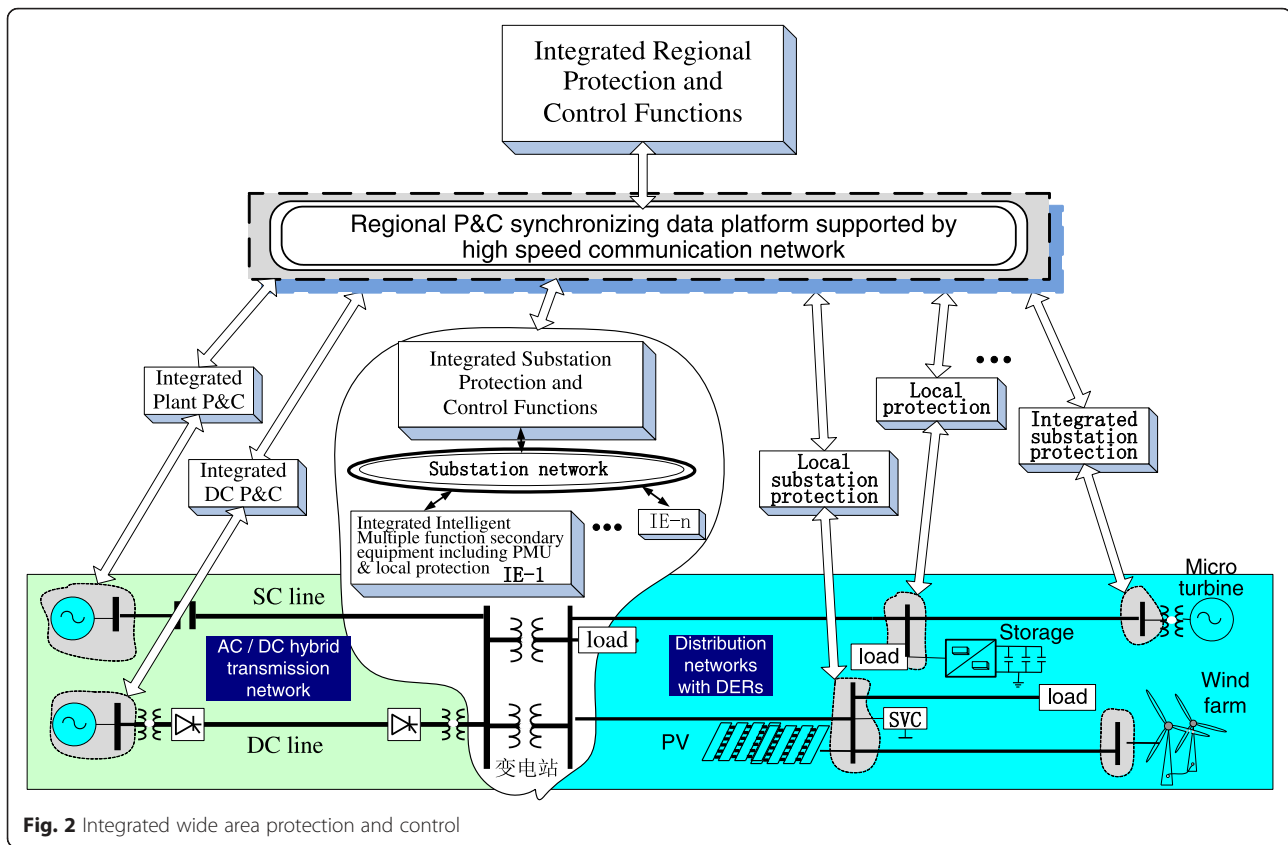 Integrated Regional
Protection and
Control Functions
Regional P&C synchronizing data platform supported by
high speed communication network
Integrated
Plant P&C
Integrated
DC P&C
Integrated Substation
Protection and
Control Functions
Substation network
Integrated Intelligent
Multiple function secondary
equipment including PMU
& local protection IE-1
IE-n
Local
substation
protection
Local
protection
Integrated
substation
protection
SC line
AC / DC hybrid
transmission
network
DC line
load
变电站
Distribution
networks
with DERs
PV
load
Storage
Micro
turbine
load
SVC
Wind
farm
Fig. 2 Integrated wide area protection and control